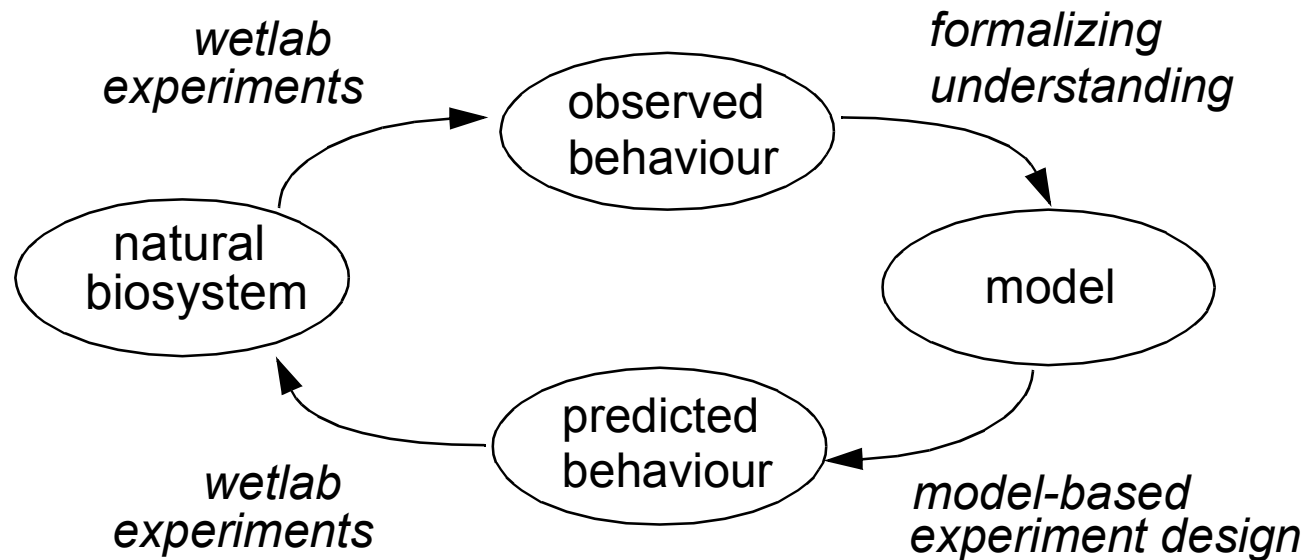 wetlab
experiments
observed
behaviour
formalizing
understanding
natural
biosystem
model
predicted
behaviour
wetlab
experiments
model-based
experiment design